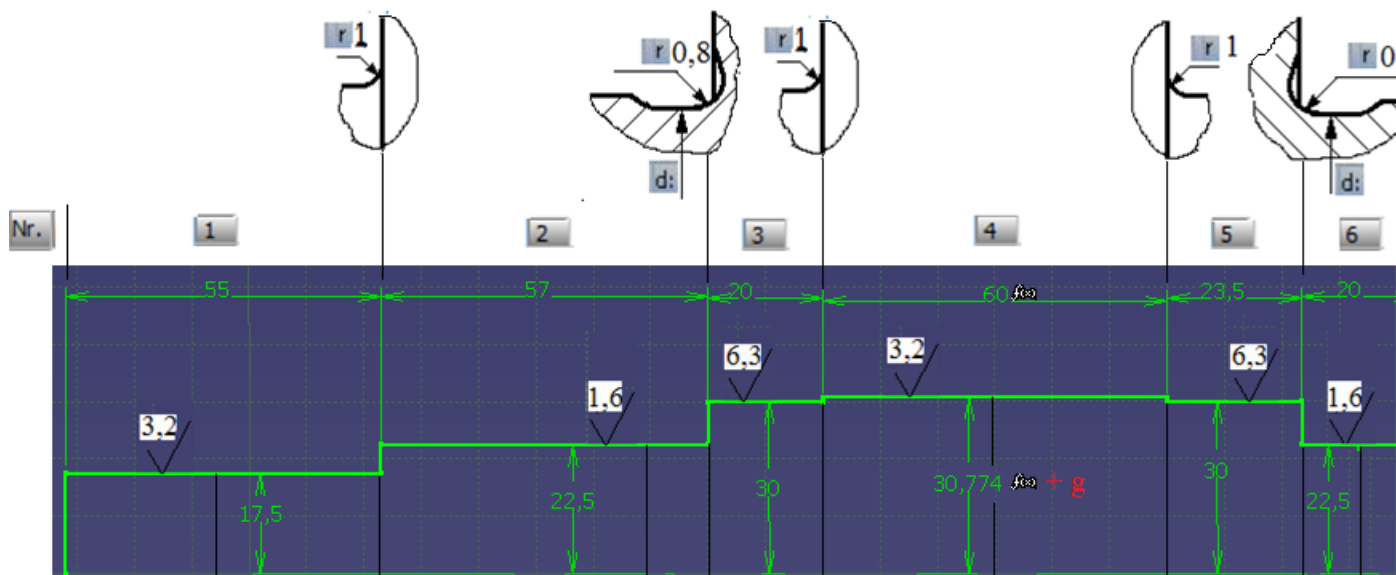 r 1
r 0,8
r 1
r 1
r 0
d:
d:
Nr. 1 2 3 4 5 6
55 57 20 60 f(x) 23,5 20
6,3 3,2 6,3
3,2 1,6 1,6
17,5 22,5 30 30,774 f(x) + g 30 22,5